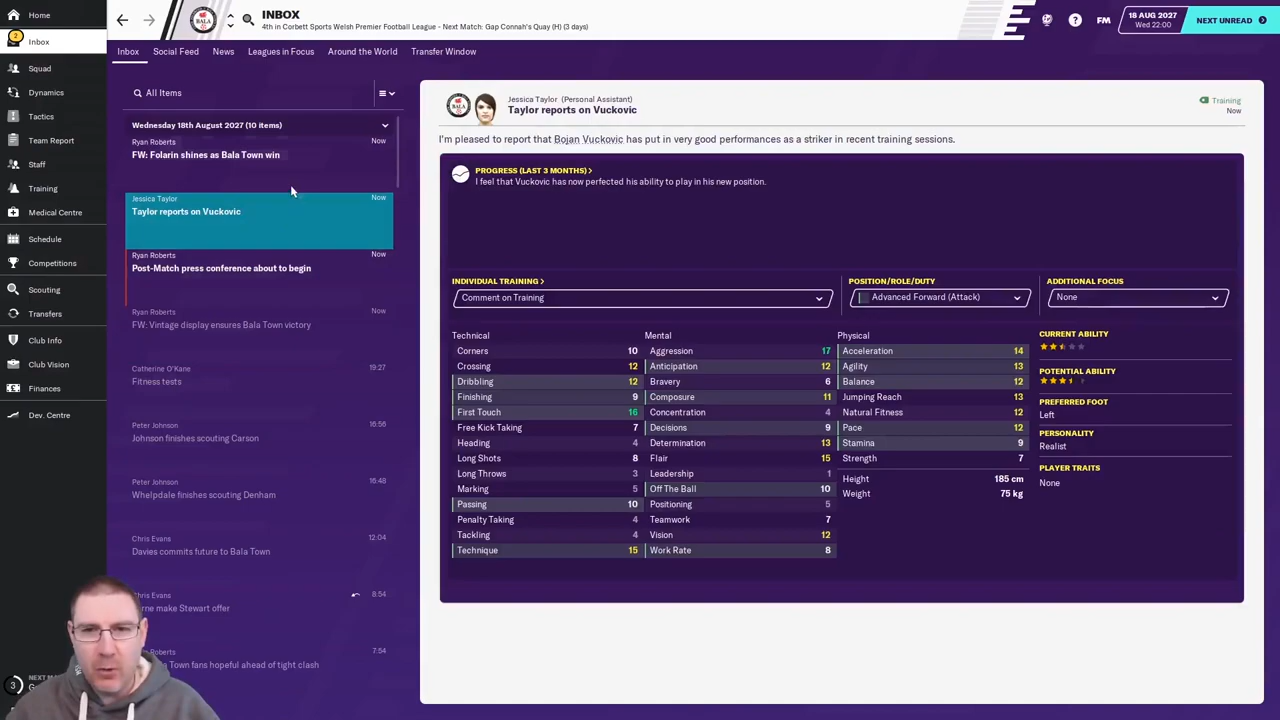 INBOX
4th in Corbett Sports Welsh Premier Football League - Next Match: Gap Connah's Quay (H) (3 days)
FM
18 AUG 2027
Wed 22:00
NEXT UNREAD
2
Home
Inbox
Squad
Dynamics
Tactics
Team Report
Staff
Training
Medical Centre
Schedule
Competitions
Scouting
Transfers
Club Info
Club Vision
Finances
Dev. Centre
3
Inbox
Social Feed
News
Leagues in Focus
Around the World
Transfer Window
All Items
Wednesday 18th August 2027 (10 items)
Ryan Roberts Now
FW: Folarin shines as Bala Town win
Jessica Taylor Now
Taylor reports on Vuckovic
Ryan Roberts Now
Post-Match press conference about to begin
Ryan Roberts Now
FW: Vintage display ensures Bala Town victory
Catherine O'Kane 19:27
Fitness tests
Peter Johnson 16:56
Johnson finishes scouting Carson
Peter Johnson 16:48
Whelpdale finishes scouting Denham
Chris Evans 12:04
Davies commits future to Bala Town
Evans 8:54
make Stewart offer
Roberts 7:54
Town fans hopeful ahead of tight clash
Jessica Taylor (Personal Assistant)
Taylor reports on Vuckovic
Training
Now
I'm pleased to report that Bojan Vuckovic has put in very good performances as a striker in recent training sessions.
PROGRESS (LAST 3 MONTHS) >
I feel that Vuckovic has now perfected his ability to play in his new position.
INDIVIDUAL TRAINING >
Comment on Training
POSITION/ROLE/DUTY
Advanced Forward (Attack)
ADDITIONAL FOCUS
None
Technical
Corners 10
Crossing 12
Dribbling 12
Finishing 9
First Touch 16
Free Kick Taking 7
Heading 4
Long Shots 8
Long Throws 3
Marking 5
Passing 10
Penalty Taking 4
Tackling 4
Technique 15
Mental
Aggression 17
Anticipation 12
Bravery 6
Composure 11
Concentration 4
Decisions 9
Determination 13
Flair 15
Leadership 1
Off The Ball 10
Positioning 5
Teamwork 7
Vision 12
Work Rate 8
Physical
Acceleration 14
Agility 13
Balance 12
Jumping Reach 13
Natural Fitness 12
Pace 12
Stamina 9
Strength 7
Height 185 cm
Weight 75 kg
CURRENT ABILITY
POTENTIAL ABILITY
PREFERRED FOOT
Left
PERSONALITY
Realist
PLAYER TRAITS
None